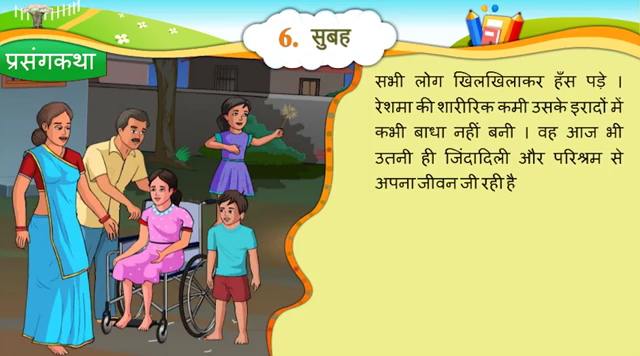 6. सुबह
प्रसंगकथा
सभी लोग खिलखिलाकर हँस पड़े ।
रेशमा की शारीरिक कमी उसके इरादों में
कभी बाधा नहीं बनी । वह आज भी
उतनी ही जिंदादिली और परिश्रम से
अपना जीवन जी रही है